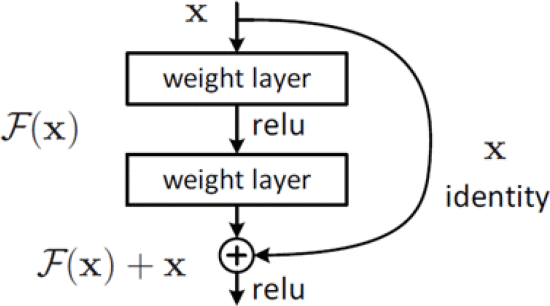 x
weight layer
relu
F(x)
x
identity
weight layer
F(x) + x
relu